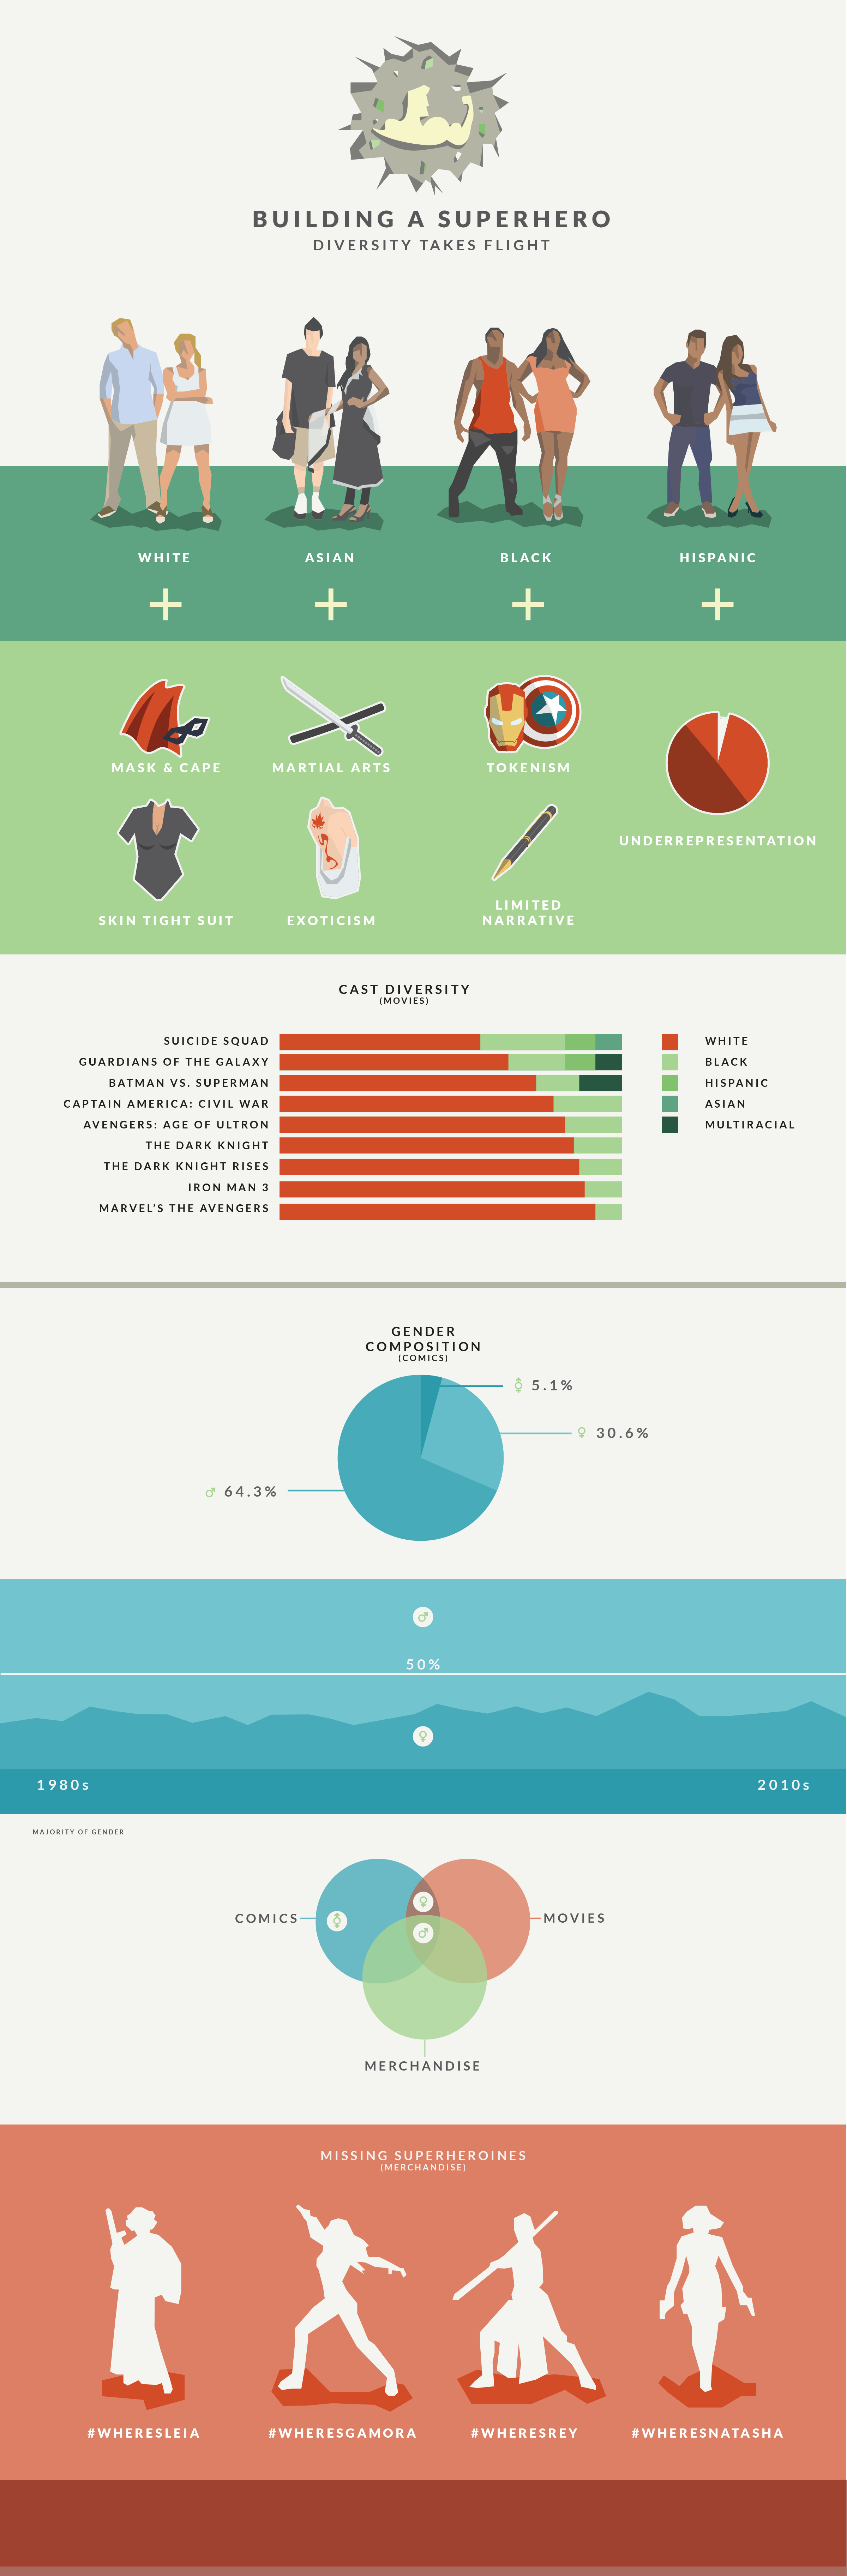 BUILDING A SUPERHERO
DIVERSITY TAKES FLIGHT
WHITE
ASIAN
BLACK
HISPANIC
MASK & CAPE
MARTIAL ARTS
TOKENISM
UNDERREPRESENTATION
SKIN TIGHT SUIT
EXOTICISM
LIMITED
NARRATIVE
CAST DIVERSITY
(MOVIES)
SUICIDE SQUAD
GUARDIANS OF THE GALAXY
BATMAN VS. SUPERMAN
CAPTAIN AMERICA: CIVIL WAR
AVENGERS: AGE OF ULTRON
THE DARK KNIGHT
THE DARK KNIGHT RISES
IRON MAN 3
MARVEL'S THE AVENGERS
WHITE
BLACK
HISPANIC
ASIAN
MULTIRACIAL
GENDER
COMPOSITION
(COMICS)
5.1%
30.6%
64.3%
50%
1980s
2010s
MAJORITY OF GENDER
COMICS
MOVIES
MERCHANDISE
MISSING SUPERHEROINES
(MERCHANDISE)
#WHERESLEIA
#WHERESGAMORA
#WHERESREY
#WHERESNATASHA